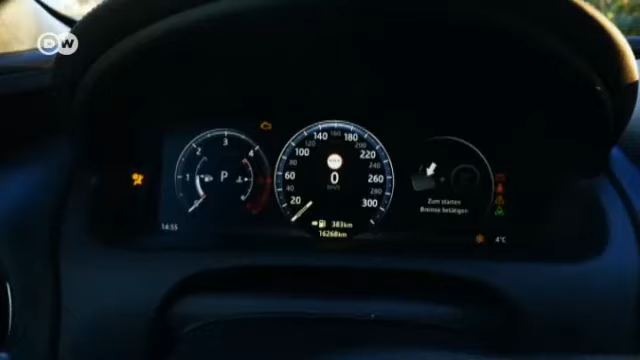 DW
140 160 180
120 200
100 220
80 240
60 260
40 280
20 300
1 2 3 4
P
0
km/h
Zum starten
Bremse betätigen
14:55
383km
16268km
4°C